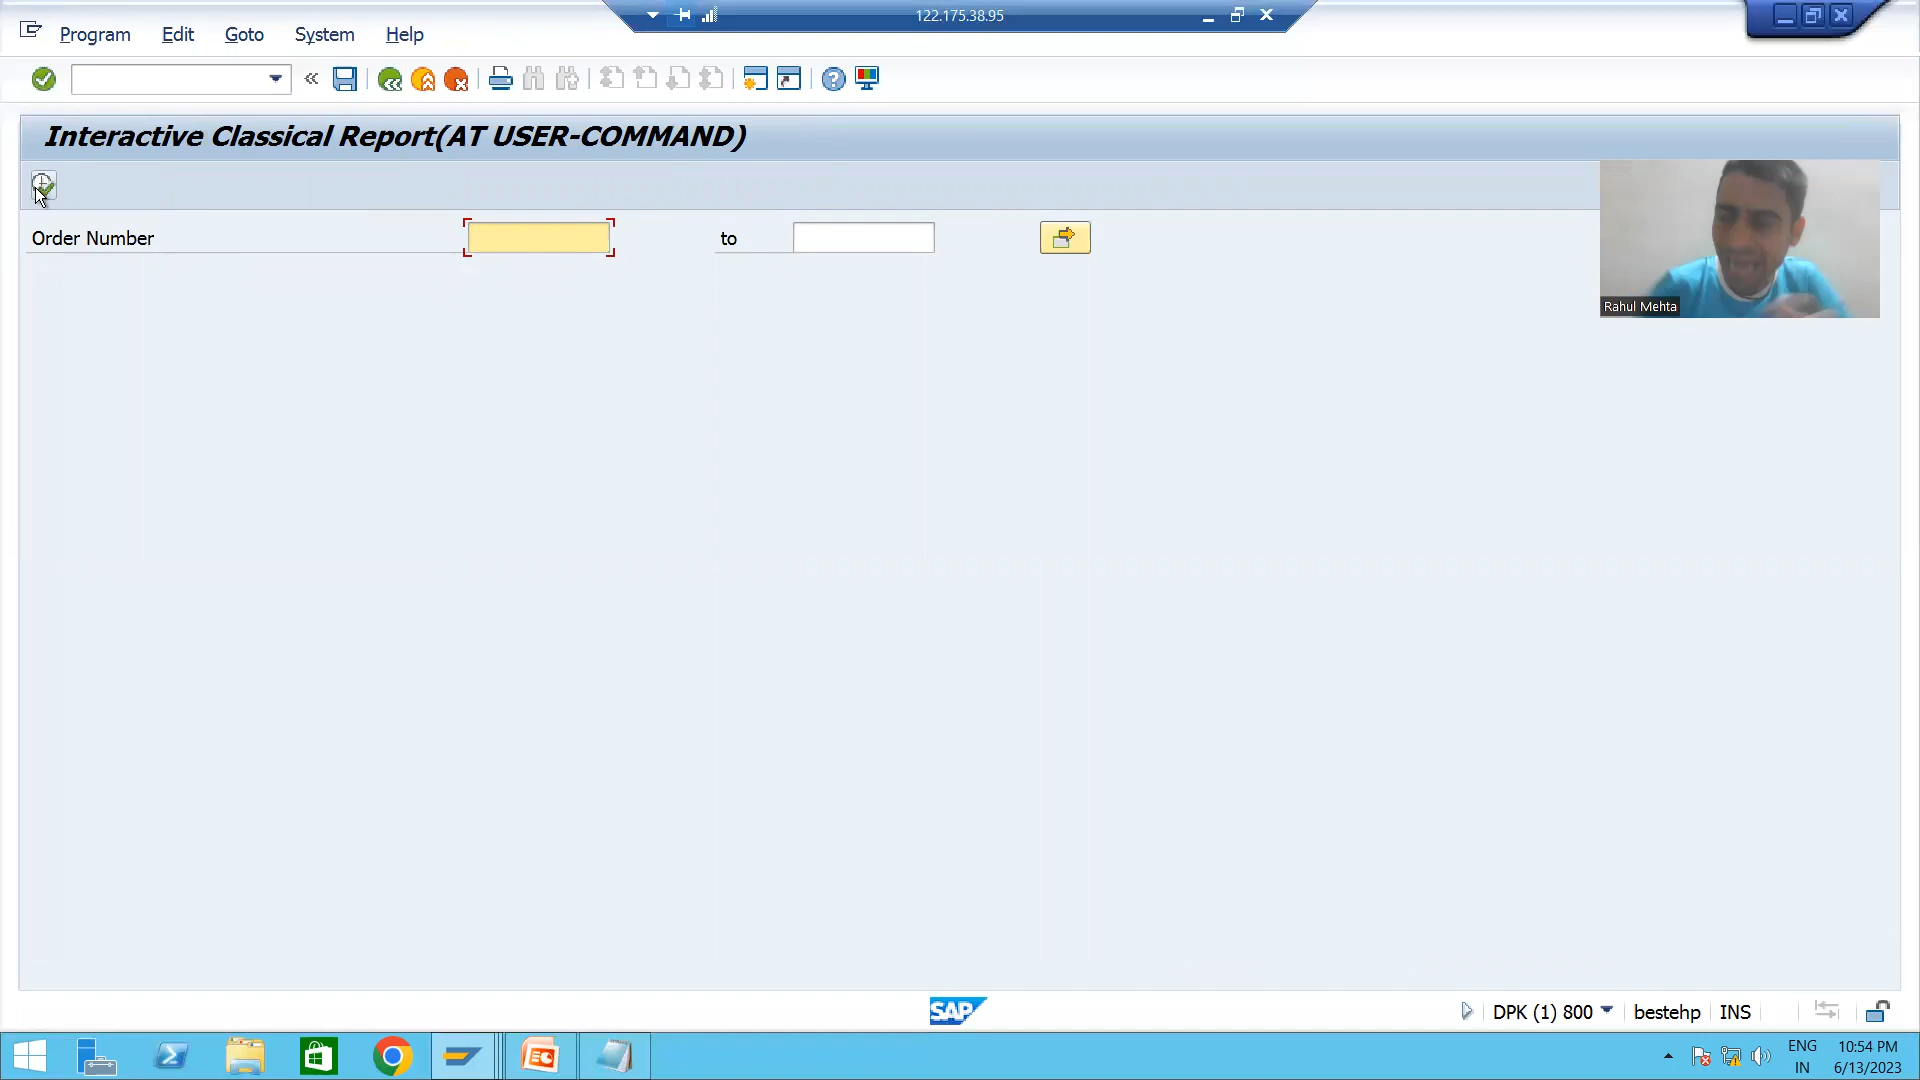 122.175.38.95
Program Edit Goto System Help
Interactive Classical Report(AT USER-COMMAND)
Order Number to
Rahul Mehta
SAP
DPK (1) 800 bestehp INS
ENG 10:54 PM
IN 6/13/2023